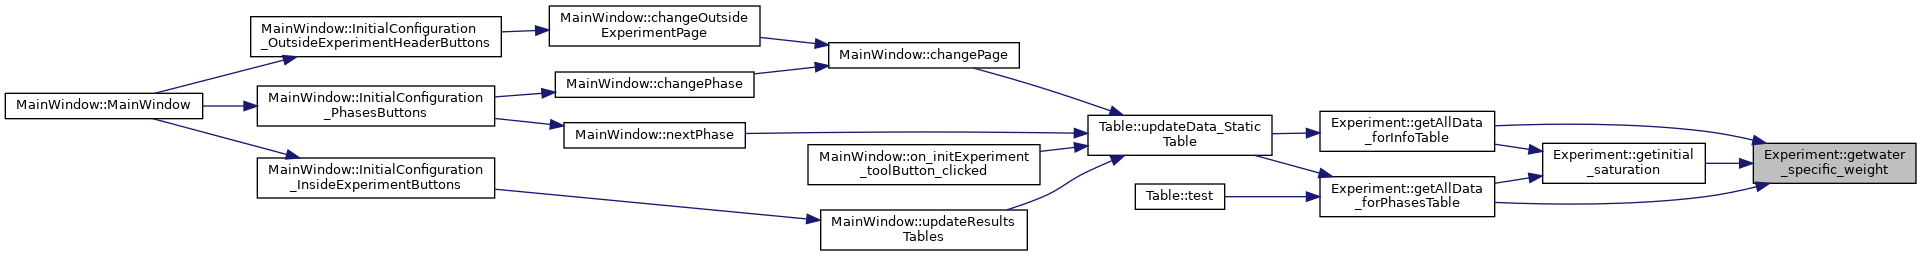 MainWindow::MainWindow
MainWindow::InitialConfiguration
_OutsideExperimentHeaderButtons
MainWindow::InitialConfiguration
_PhasesButtons
MainWindow::InitialConfiguration
_InsideExperimentButtons
MainWindow::changeOutside
ExperimentPage
MainWindow::changePhase
MainWindow::nextPhase
MainWindow::changePage
MainWindow::on_initExperiment
_toolButton_clicked
MainWindow::updateResults
Tables
Table::updateData_Static
Table
Table::test
Experiment::getAllData
_forInfoTable
Experiment::getAllData
_forPhasesTable
Experiment::getinitial
_saturation
Experiment::getwater
_specific_weight